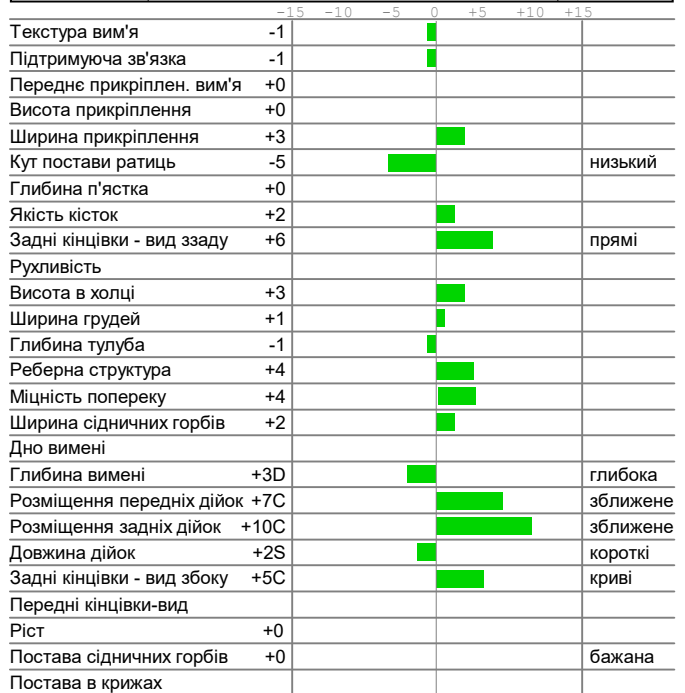 -15 -10 -5 0 +5 +10 +15
Текстура вим'я -1
Підтримуюча зв'язка -1
Переднє прикріплен. вим'я +0
Висота прикріплення +0
Ширина прикріплення +3
Кут постави ратиць -5 низький
Глибина п'ястка +0
Якість кісток +2
Задні кінцівки - вид ззаду +6 прямі
Рухливість
Висота в холці +3
Ширина грудей +1
Глибина тулуба -1
Реберна структура +4
Міцність попереку +4
Ширина сідничних горбів +2
Дно вимені
Глибина вимені +3D глибока
Розміщення передніх дійок +7C зближене
Розміщення задніх дійок +10C зближене
Довжина дійок +2S короткі
Задні кінцівки - вид збоку +5C криві
Передні кінцівки-вид
Ріст +0
Постава сідничних горбів +0 бажана
Постава в крижах